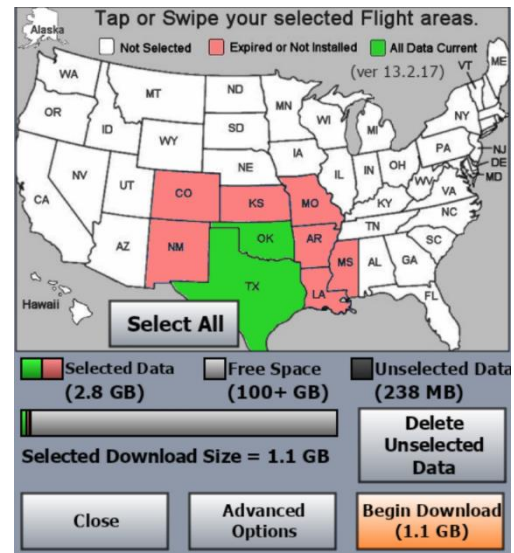 Tap or Swipe your selected Flight areas.
Alaska
Not Selected Expired or Not Installed All Data Current
(ver 13.2.17)
VT ME
WA
MT ND MN
OR
ID SD WI MI NY
WY
IA PA NJ
NE OH DE
NV IL IN MD
UT WV
CA CO KS MO VA
KY
NC
TN
OK
AZ NM AR SC
MS AL GA
TX
LA
FL
Hawaii
Select All
Selected Data Free Space Unselected Data
(2.8 GB) (100+ GB) (238 MB)
Delete
Unselected
Data
Selected Download Size = 1.1 GB
Close
Advanced
Options
Begin Download
(1.1 GB)